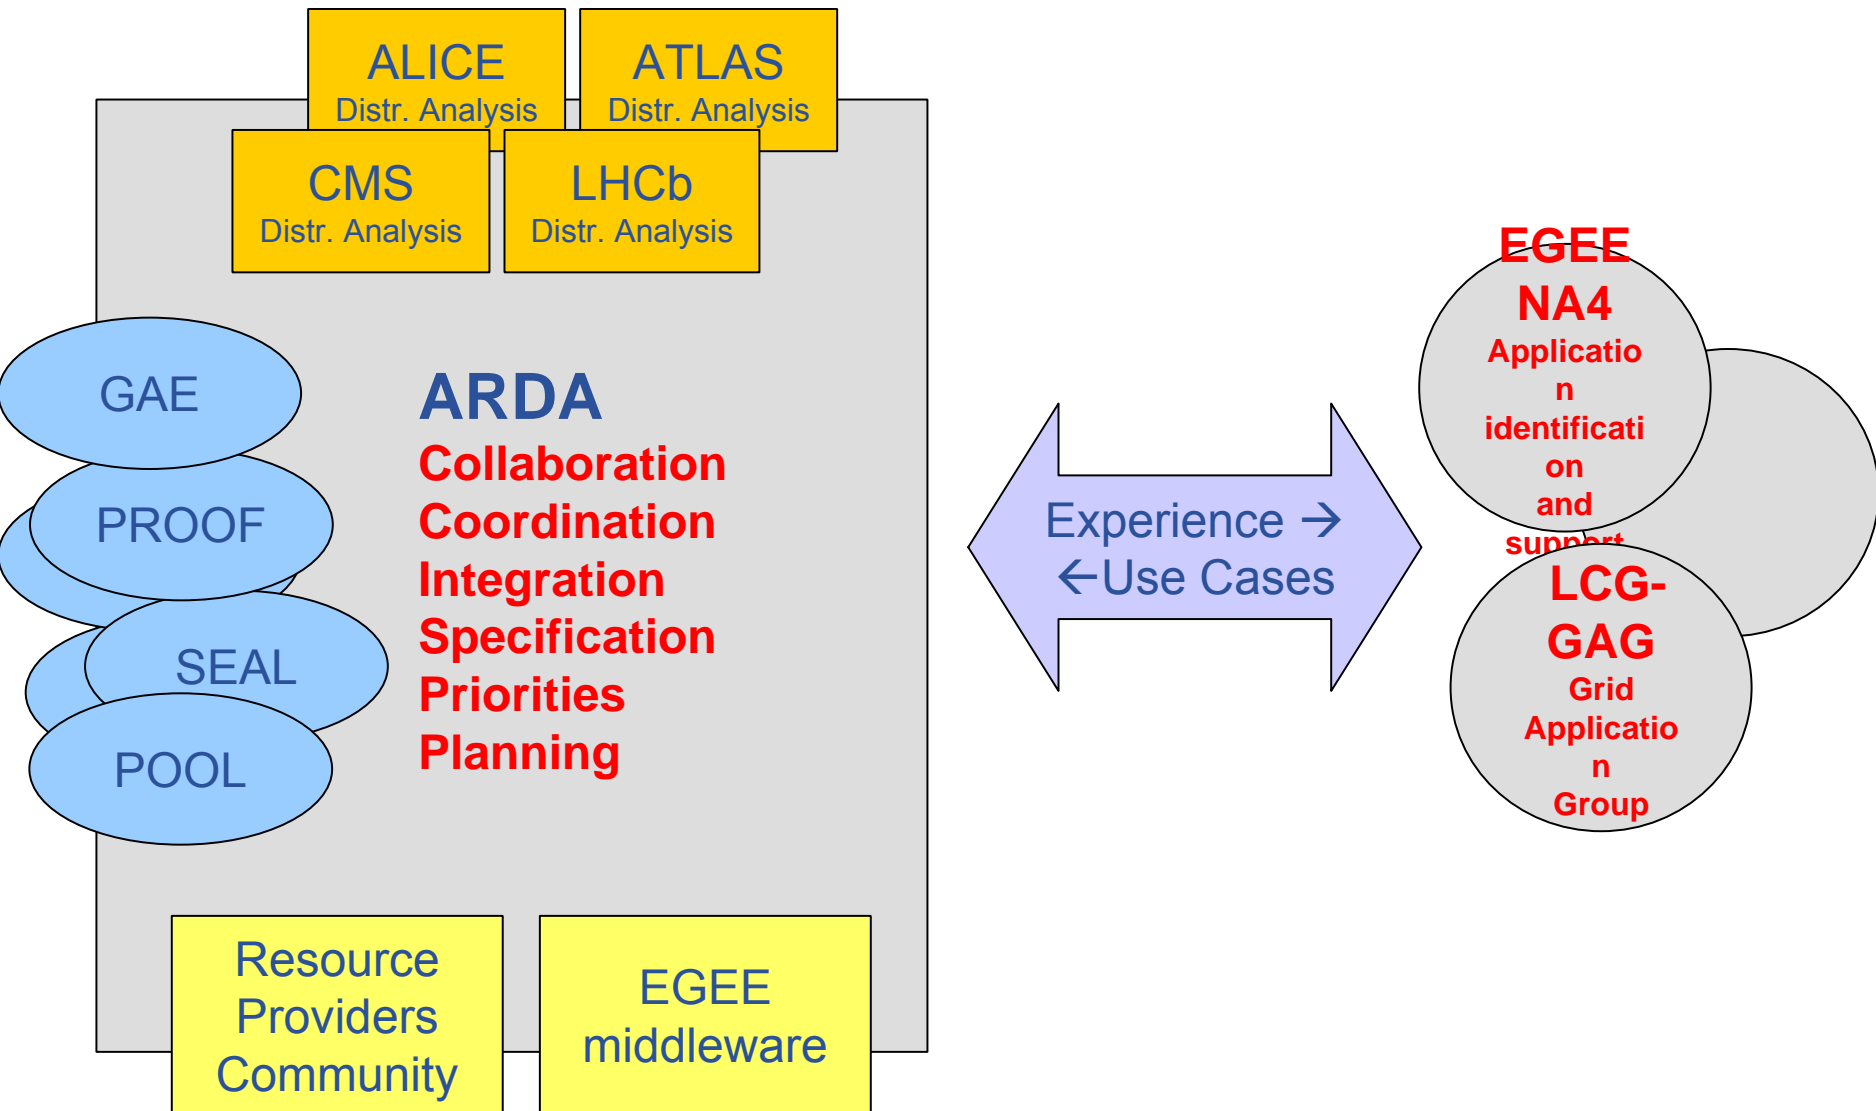 ALICE
Distr. Analysis
ATLAS
Distr. Analysis
CMS
Distr. Analysis
LHCb
Distr. Analysis
GAE
PROOF
SEAL
POOL
ARDA
Collaboration
Coordination
Integration
Specification
Priorities
Planning
Resource
Providers
Community
EGEE
middleware
Experience →
←Use Cases
EGEE
NA4
Applicatio
n
identificati
on
and
support
LCG-
GAG
Grid
Applicatio
n
Group